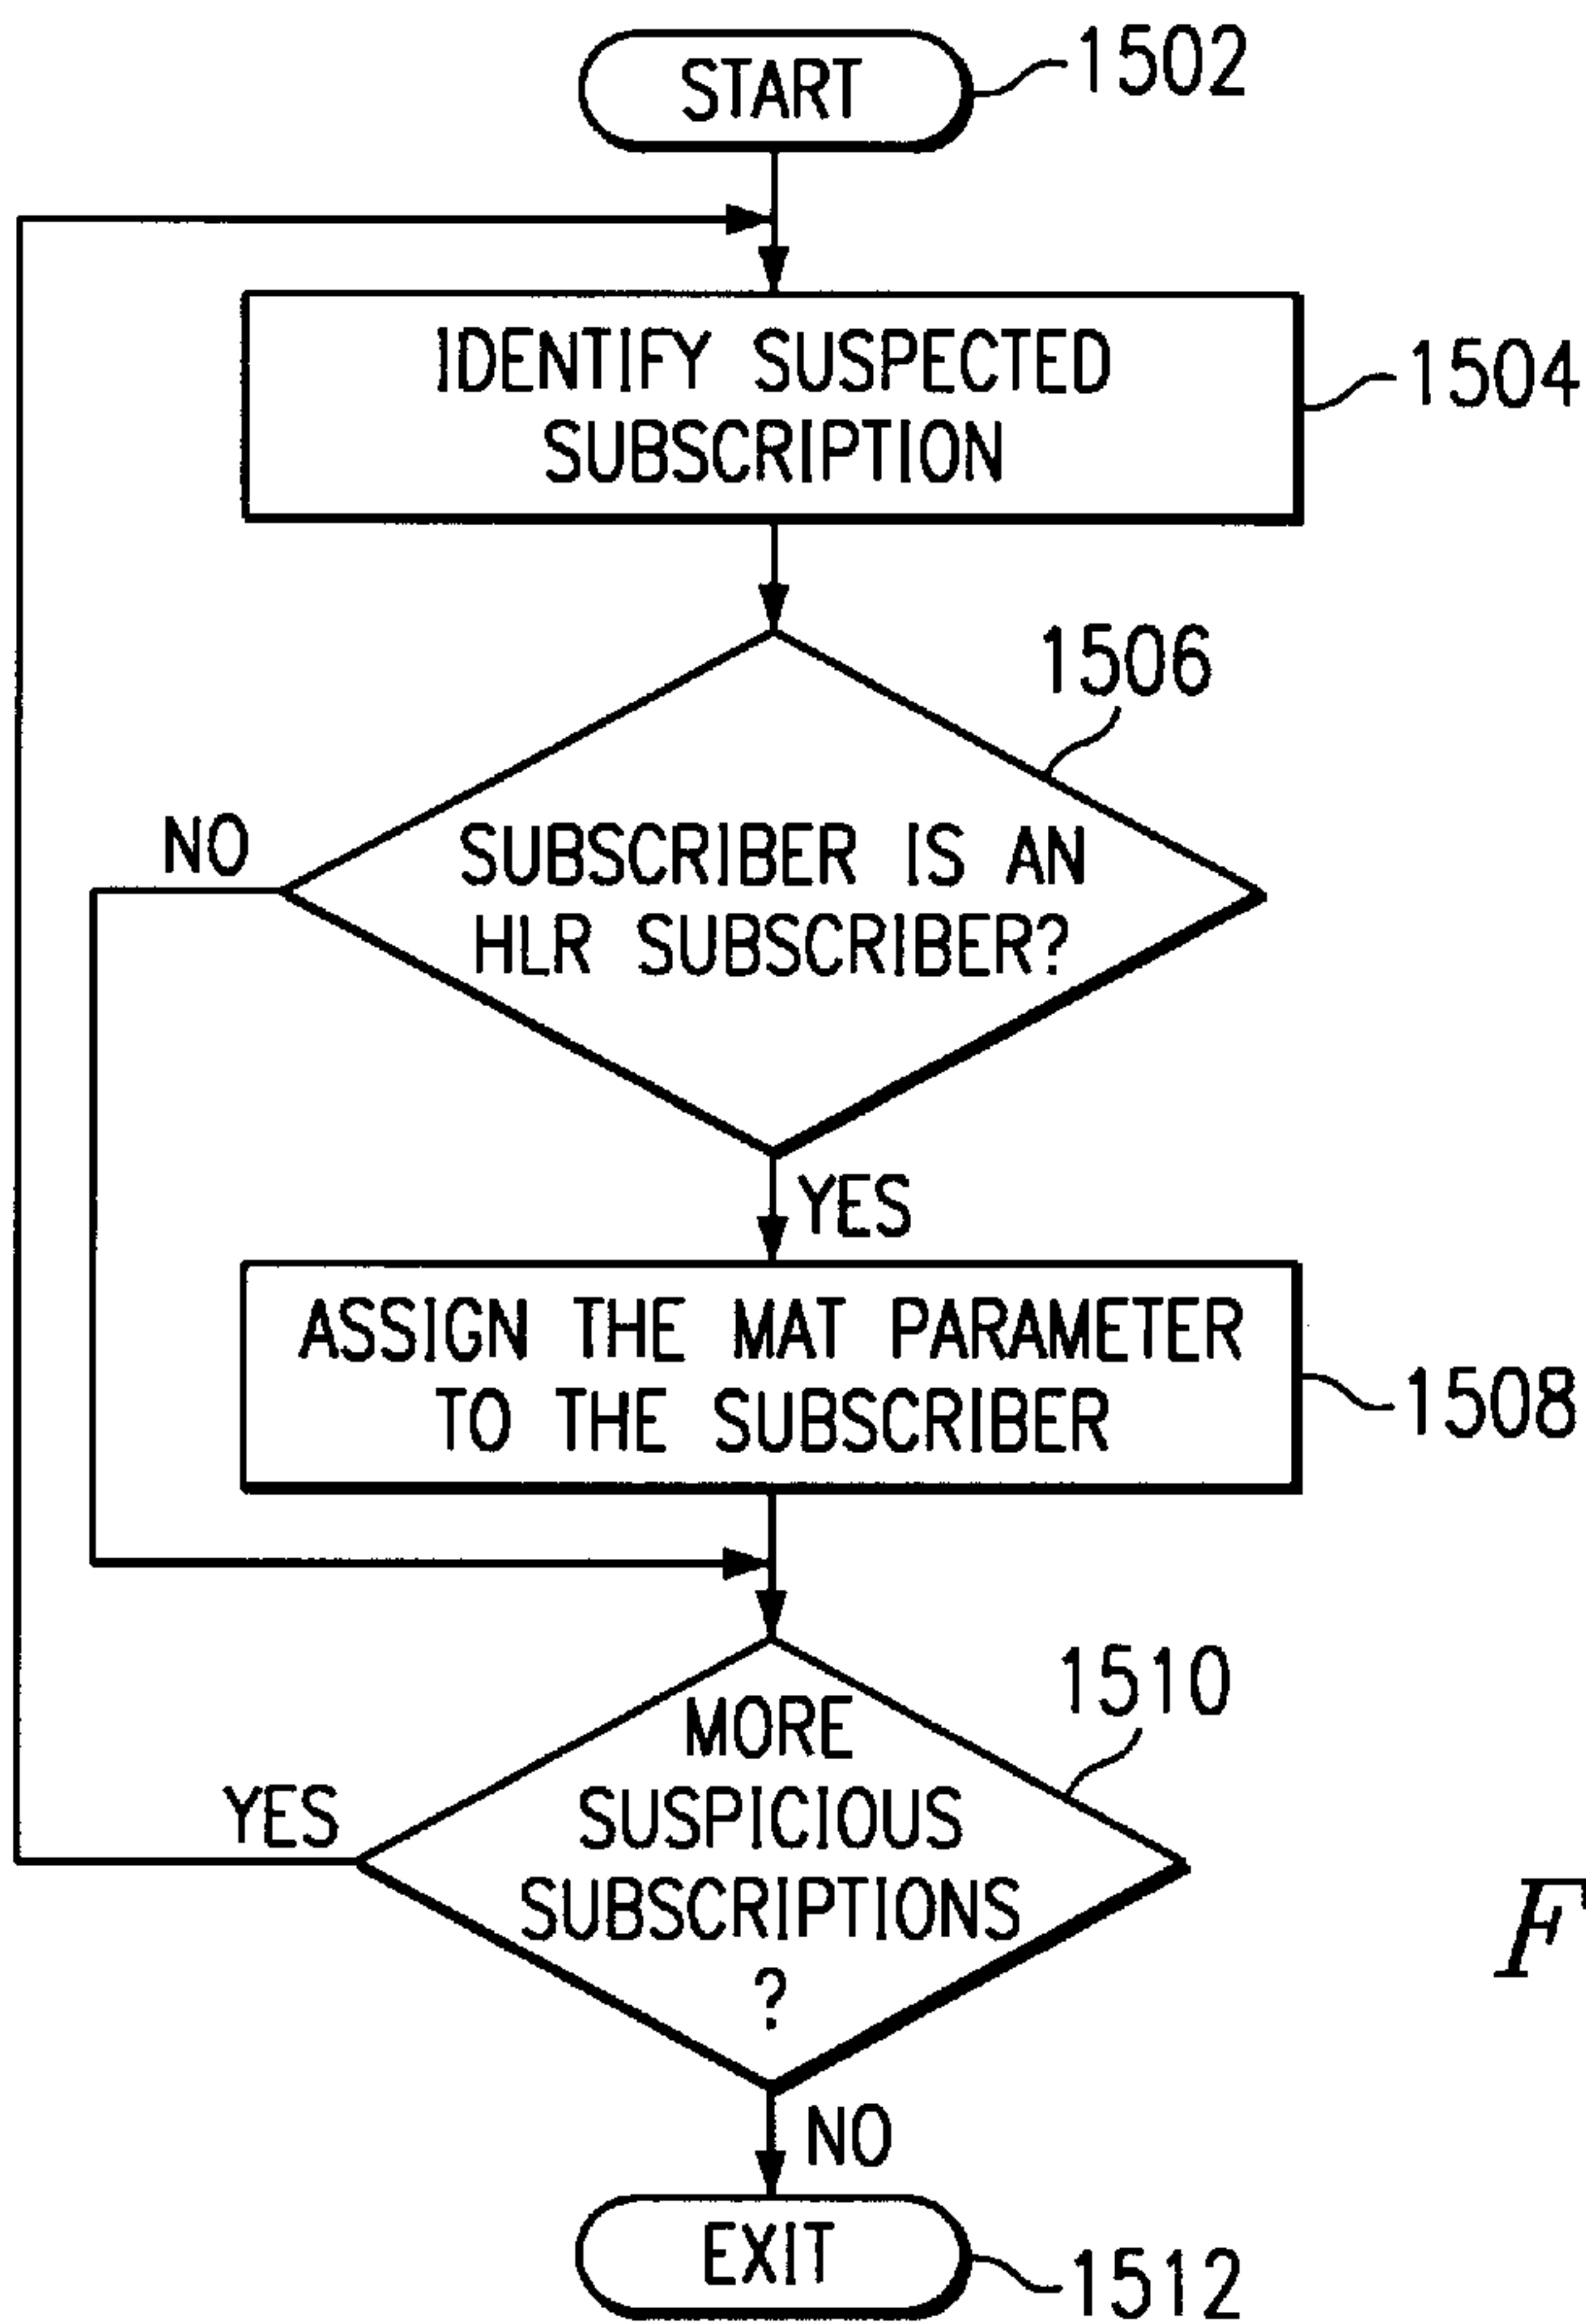 START
1502
IDENTIFY SUSPECTED
SUBSCRIPTION
1504
1506
NO
SUBSCRIBER IS AN
HLR SUBSCRIBER?
YES
ASSIGN THE MAT PARAMETER
TO THE SUBSCRIBER
1508
1510
MORE
SUSPICIOUS
SUBSCRIPTIONS
?
YES
F
NO
EXIT
1512